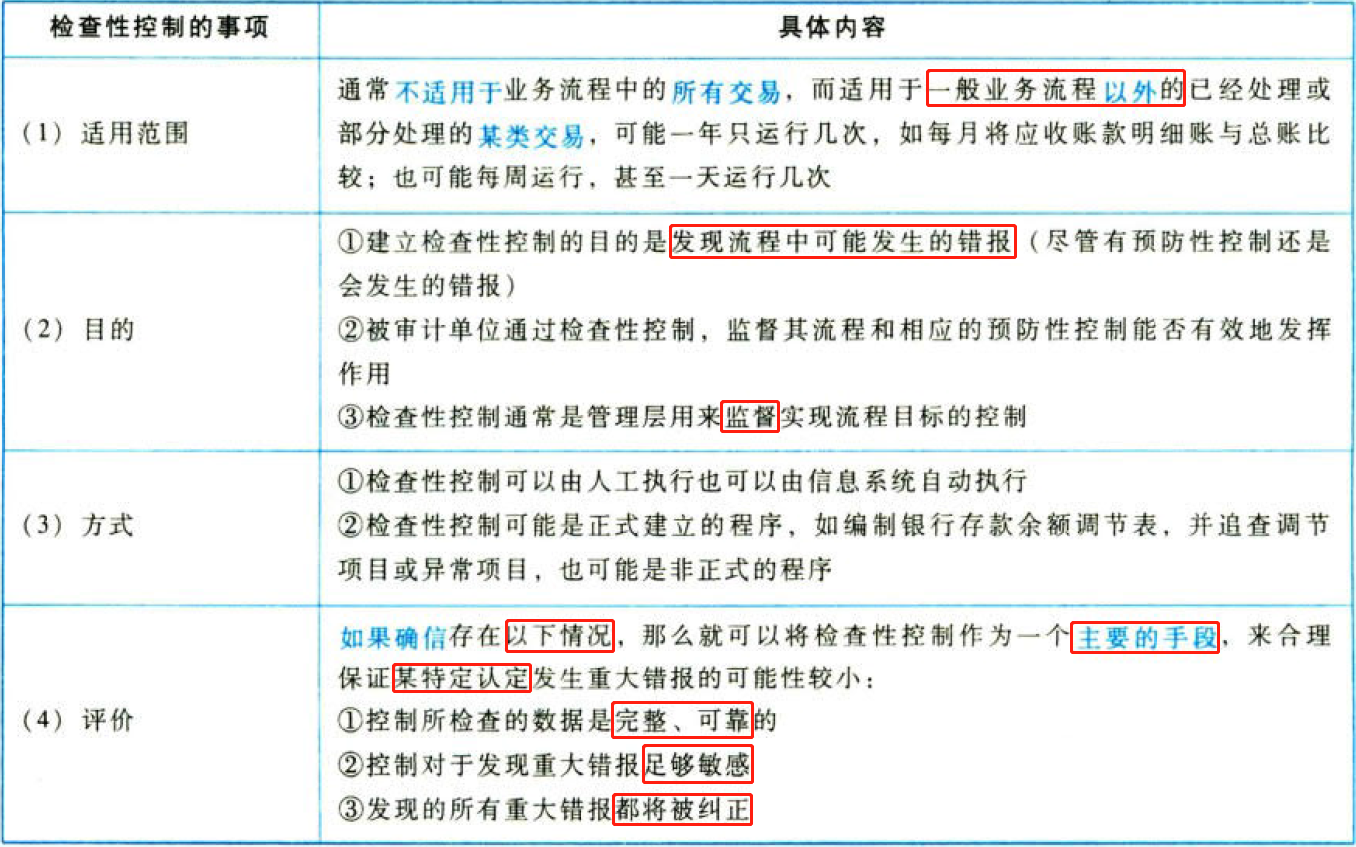 检查性控制的事项
具体内容
(1) 适用范围
通常不适用于业务流程中的所有交易，而适用于一般业务流程以外的已经处理或
部分处理的某类交易，可能一年只运行几次，如每月将应收账款明细账与总账比
较；也可能每周运行，甚至一天运行几次
(2) 目的
①建立检查性控制的目的是发现流程中可能发生的错报（尽管有预防性控制还是
会发生的错报）
②被审计单位通过检查性控制，监督其流程和相应的预防性控制能否有效地发挥
作用
③检查性控制通常是管理层用来监督实现流程目标的控制
(3) 方式
①检查性控制可以由人工执行也可以由信息系统自动执行
②检查性控制可能是正式建立的程序，如编制银行存款余额调节表，并追查调节
项目或异常项目，也可能是非正式的程序
(4) 评价
如果确信存在以下情况，那么就可以将检查性控制作为一个主要的手段，来合理
保证某特定认定发生重大错报的可能性较小：
①控制所检查的数据是完整、可靠的
②控制对于发现重大错报足够敏感
③发现的所有重大错报都将被纠正